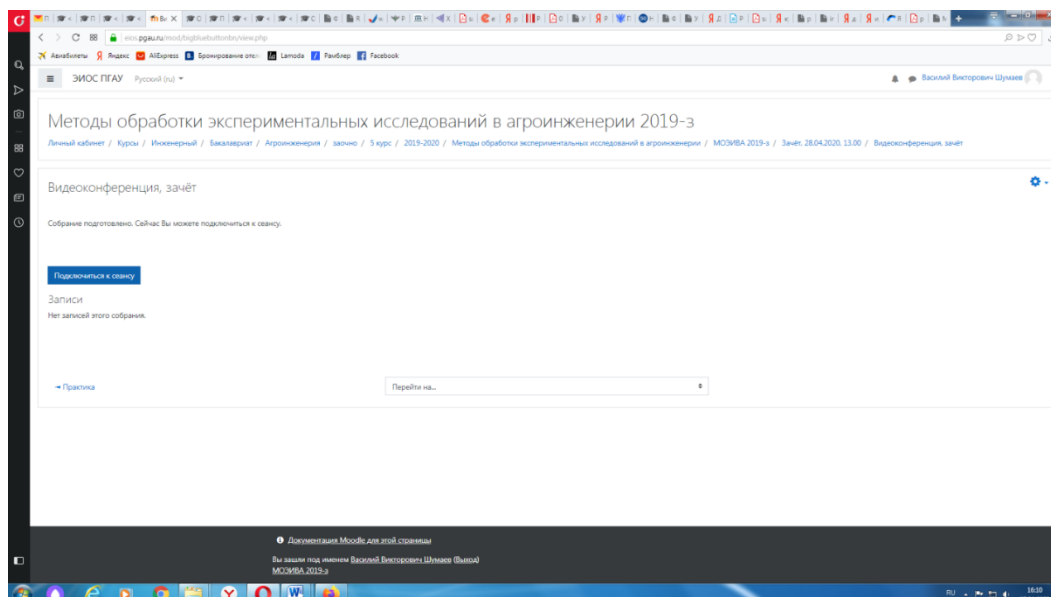 eios.pgau.ru/mod/bigbluebuttonbn/view.php
Авиабилеты Яндекс AliExpress Бронирование отел Lamoda Рамблер Facebook
ЭИОС ПГАУ Русский (ru)
Василий Викторович Шумаев
Методы обработки экспериментальных исследований в агроинженерии 2019-з
Личный кабинет / Курсы / Инженерный / Бакалавриат / Агроинженерия / заочно / 5 курс / 2019-2020 / Методы обработки экспериментальных исследований в агроинженерии / МОЭИВА 2019-з / Зачёт. 28.04.2020. 13.00 / Видеоконференция, зачёт
Видеоконференция, зачёт
Собрание подготовлено. Сейчас Вы можете подключиться к сеансу.
Подключиться к сеансу
Записи
Нет записей этого собрания.
Практика
Перейти на...
Документация Moodle для этой страницы
Вы зашли под именем Василий Викторович Шумаев (Выход)
МОЭИВА 2019-з
RU
16:10